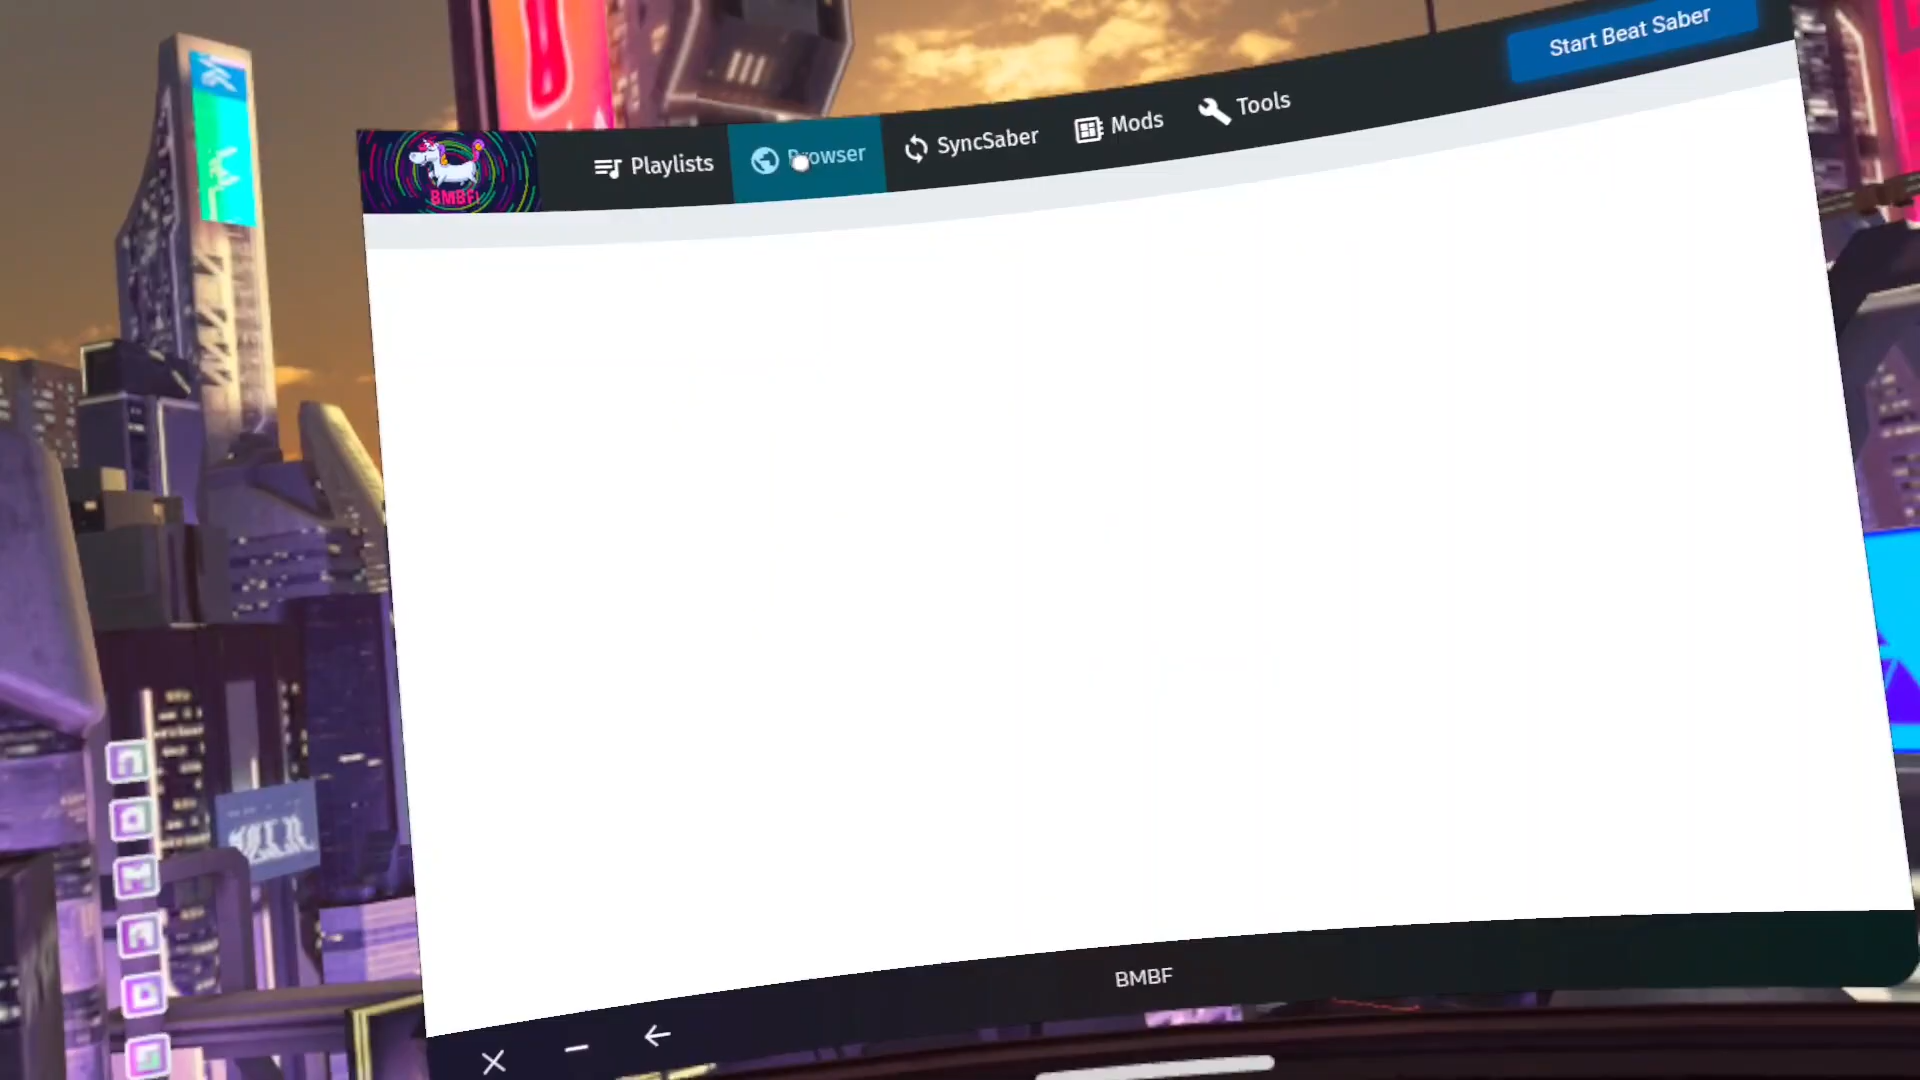 Start Beat Saber
Playlists
Browser
SyncSaber
Mods
Tools
BMBF!
BMBF